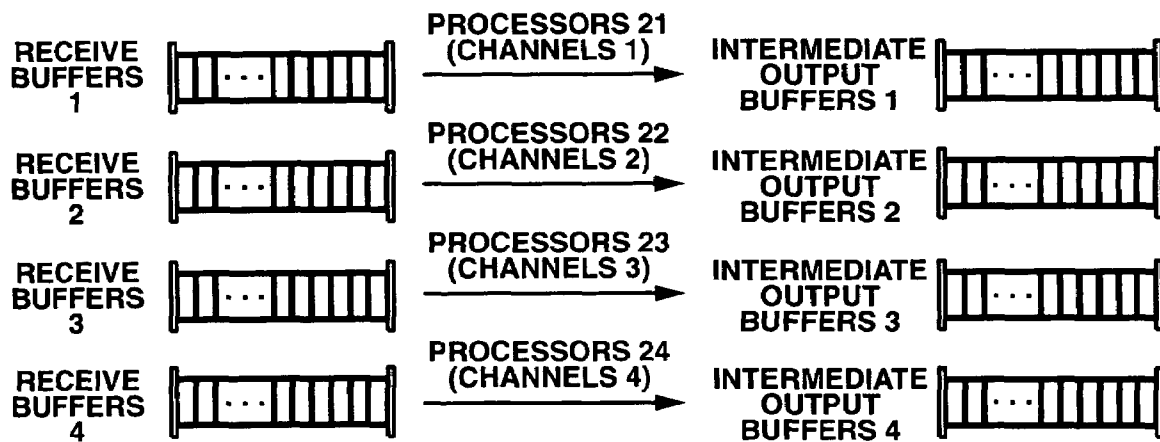 RECEIVE
BUFFERS
1
PROCESSORS 21
(CHANNELS 1)
INTERMEDIATE
OUTPUT
BUFFERS 1
RECEIVE
BUFFERS
2
PROCESSORS 22
(CHANNELS 2)
INTERMEDIATE
OUTPUT
BUFFERS 2
RECEIVE
BUFFERS
3
PROCESSORS 23
(CHANNELS 3)
INTERMEDIATE
OUTPUT
BUFFERS 3
RECEIVE
BUFFERS
4
PROCESSORS 24
(CHANNELS 4)
INTERMEDIATE
OUTPUT
BUFFERS 4